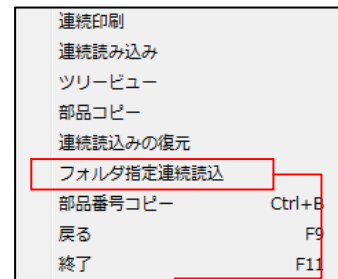 連続印刷
連続読み込み
ツリービュー
部品コピー
連続読込みの復元
フォルダ指定連続読込
部品番号コピー Ctrl+B
戻る F9
終了 F11